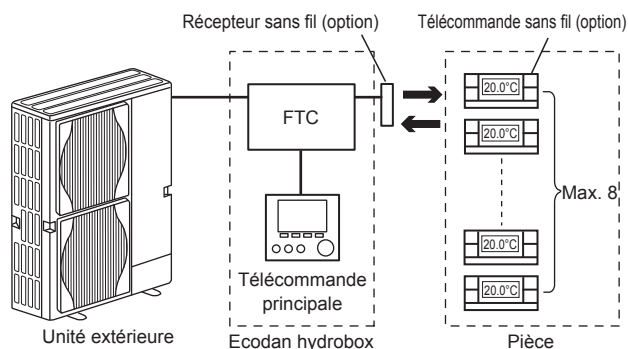 Récepteur sans fil (option)
Télécommande sans fil (option)
FTC
20.0°C
20.0°C
Max. 8
20.0°C
20.0°C
Télécommande
principale
Unité extérieure
Ecodan hydrobox
Pièce